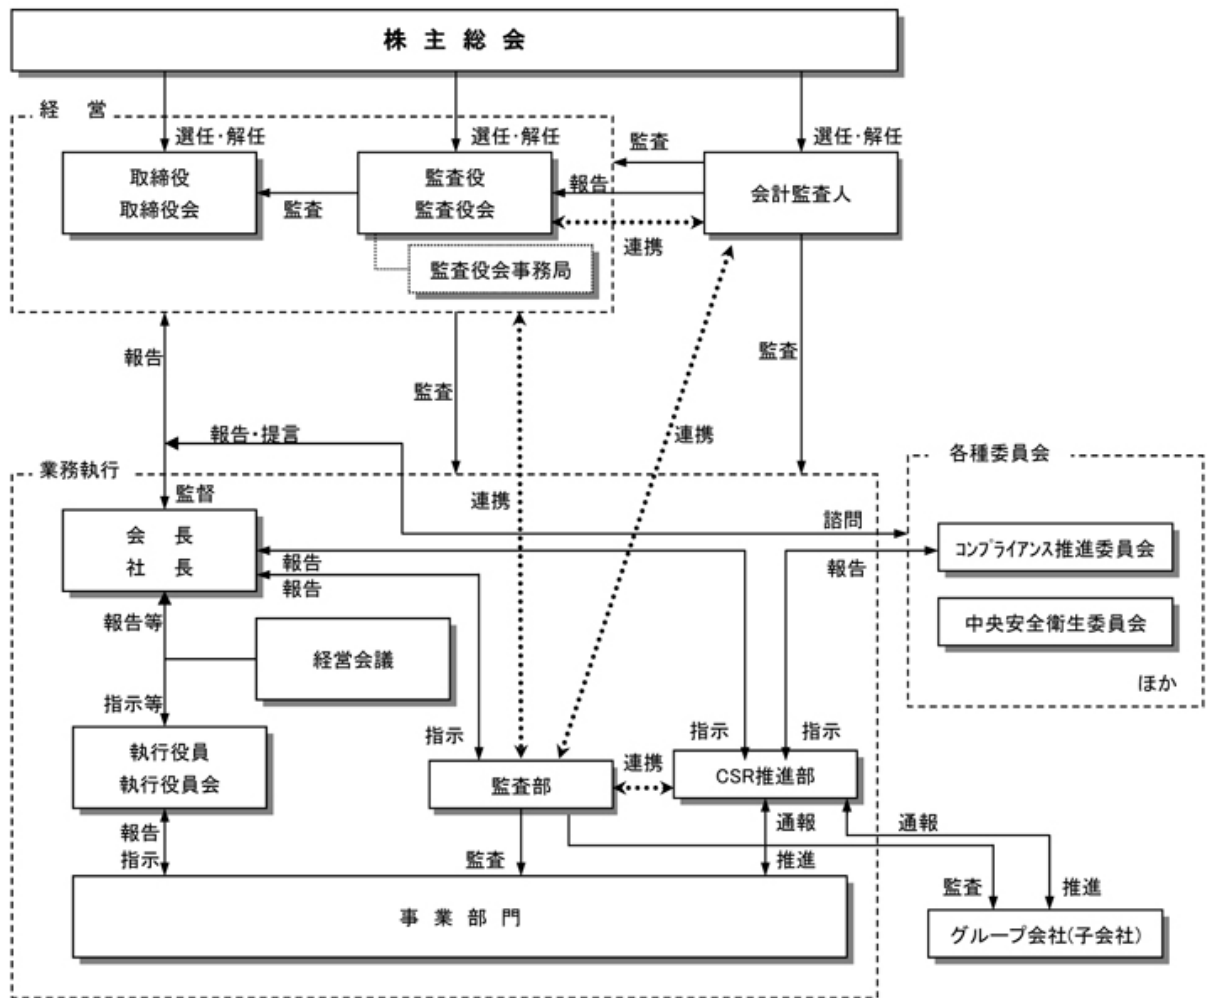 株 主 総 会
経 営
選任・解任
選任・解任
選任・解任
監査
取締役
取締役会
監査
監査役
監査役会
報告
会計監査人
連携
監査役会事務局
報告
監査
監査
報告・提言
連携
各種委員会
業務執行
監督
連携
諮問
会 長
社 長
報告
報告
報告
コンプライアンス推進委員会
報告等
中央安全衛生委員会
経営会議
ほか
指示等
指示
指示
指示
執行役員
執行役員会
連携
監査部
CSR推進部
報告
指示
通報
通報
監査
推進
監査
推進
事 業 部 門
グループ会社(子会社)